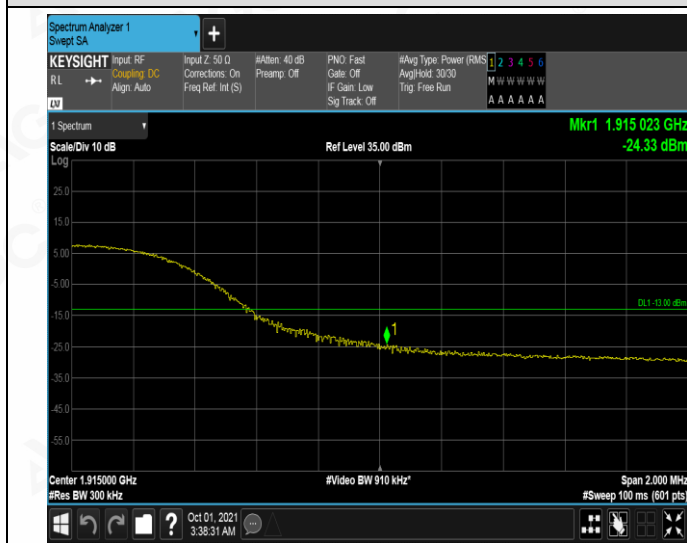 Spectrum Analyzer 1
Swept SA
+
KEYSIGHT
RL
Input: RF
Coupling: DC
Align: Auto
Input Z: 50 Ω
Corrections: On
Freq Ref: Int (S)
#Atten: 40 dB
Preamp: Off
PNO: Fast
Gate: Off
IF Gain: Low
Sig Track: Off
#Avg Type: Power (RMS
Avg|Hold: 30/30
Trig: Free Run
1 2 3 4 5 6
M W W W W W
A A A A A A
LV
1 Spectrum
Scale/Div 10 dB
Log
Ref Level 35.00 dBm
Mkr1 1.915 023 GHz
-24.33 dBm
25.0
15.0
5.00
-5.00
DL1 -13.00 dBm
-15.0
1
-25.0
-35.0
-45.0
-55.0
Center 1.915000 GHz
#Video BW 910 kHz*
Span 2.000 MHz
#Res BW 300 kHz
#Sweep 100 ms (601 pts)
?
Oct 01, 2021
3:38:31 AM